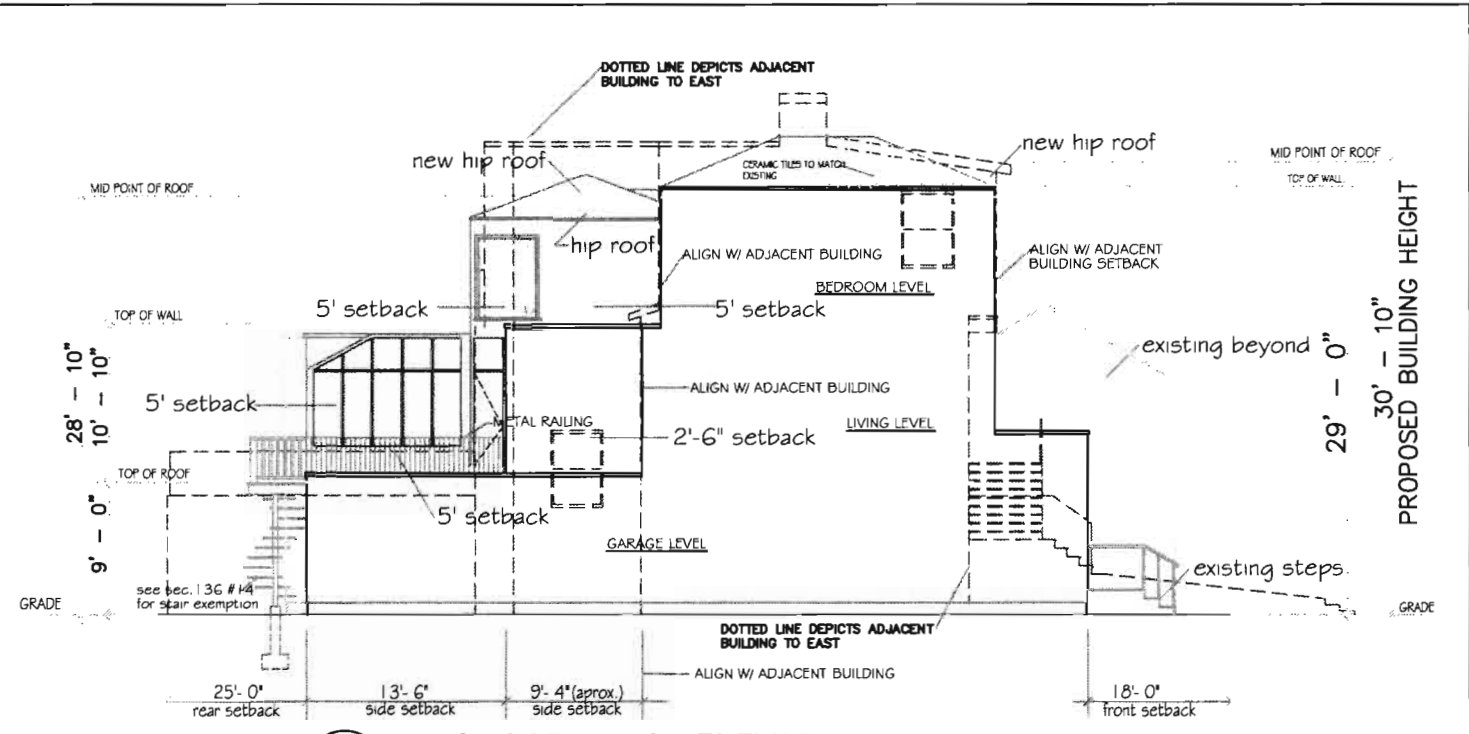 DOTTED LINE DEPICTS ADJACENT
BUILDING TO EAST
new hip roof
CERAMIC TILES TO MATCH
EXISTING
new hip roof
MID POINT OF ROOF
TOP OF WALL
MID POINT OF ROOF
hip roof
ALIGN W/ ADJACENT BUILDING
ALIGN W/ ADJACENT
BUILDING SETBACK
BEDROOM LEVEL
5' setback
5' setback
TOP OF WALL
existing beyond
28' - 10"
10' - 10"
29' - 0"
30' - 10"
PROPOSED BUILDING HEIGHT
ALIGN W/ ADJACENT BUILDING
5' setback
METAL RAILING
2'-6" setback
LIVING LEVEL
TOP OF ROOF
5' setback
9' - 0"
GARAGE LEVEL
existing steps
see sec. 136 #14
for stair exemption
GRADE
GRADE
DOTTED LINE DEPICTS ADJACENT
BUILDING TO EAST
ALIGN W/ ADJACENT BUILDING
25'- 0"
rear setback
13'- 6"
side setback
9'- 4"(aprox.)
side setback
18'- 0"
front setback